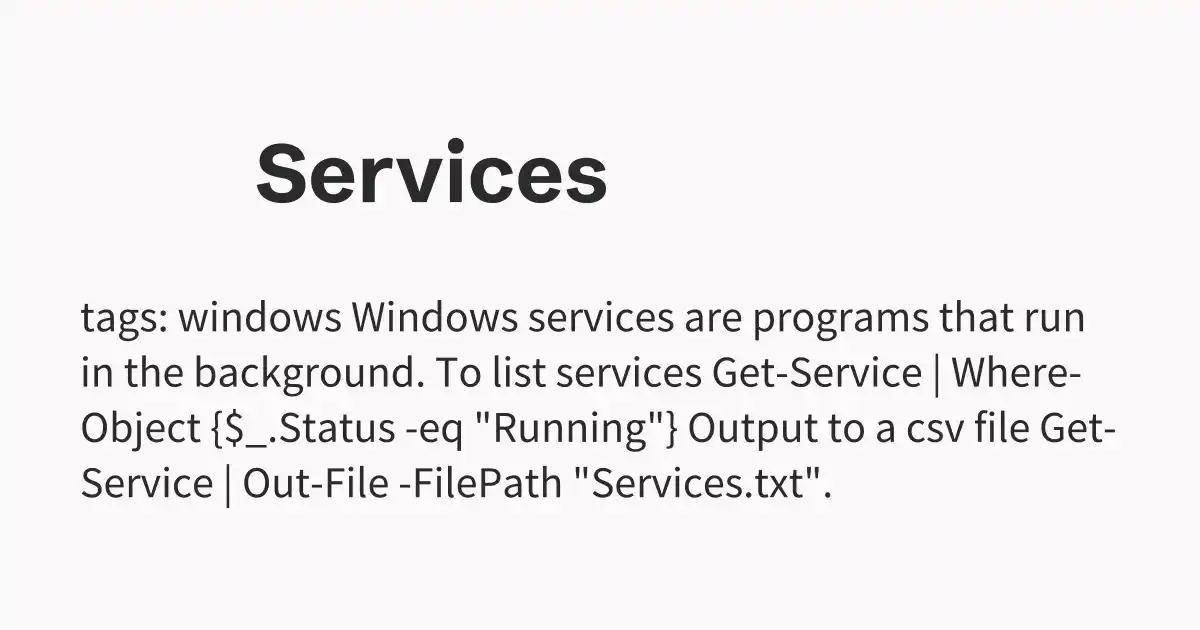 Services
tags: windows Windows services are programs that run
in the background. To list services Get-Service | Where-
Object {$_.Status -eq "Running"} Output to a csv file Get-
Service | Out-File -FilePath "Services.txt".